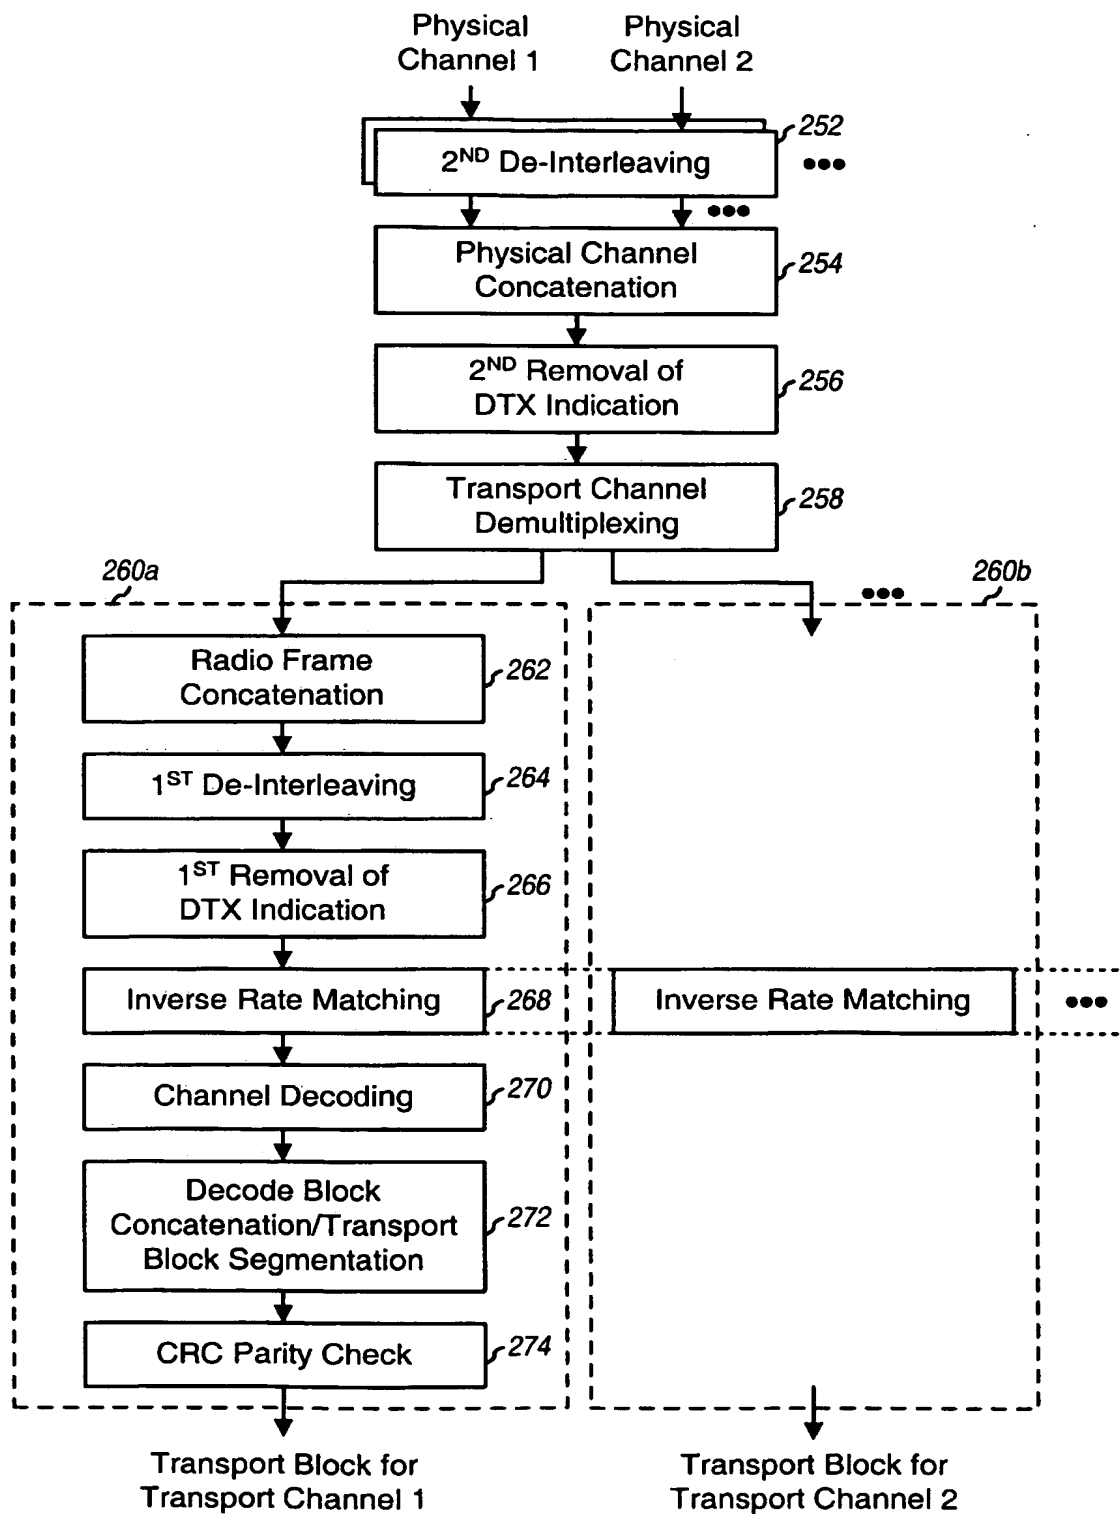 Physical
Channel 1
Physical
Channel 2
252
2ND De-Interleaving
Physical Channel
Concatenation
254
2ND Removal of
DTX Indication
256
Transport Channel
Demultiplexing
258
260a
260b
Radio Frame
Concatenation
262
1ST De-Interleaving
264
1ST Removal of
DTX Indication
266
Inverse Rate Matching
268
Inverse Rate Matching
Channel Decoding
270
Decode Block
Concatenation/Transport
Block Segmentation
272
CRC Parity Check
274
Transport Block for
Transport Channel 1
Transport Block for
Transport Channel 2